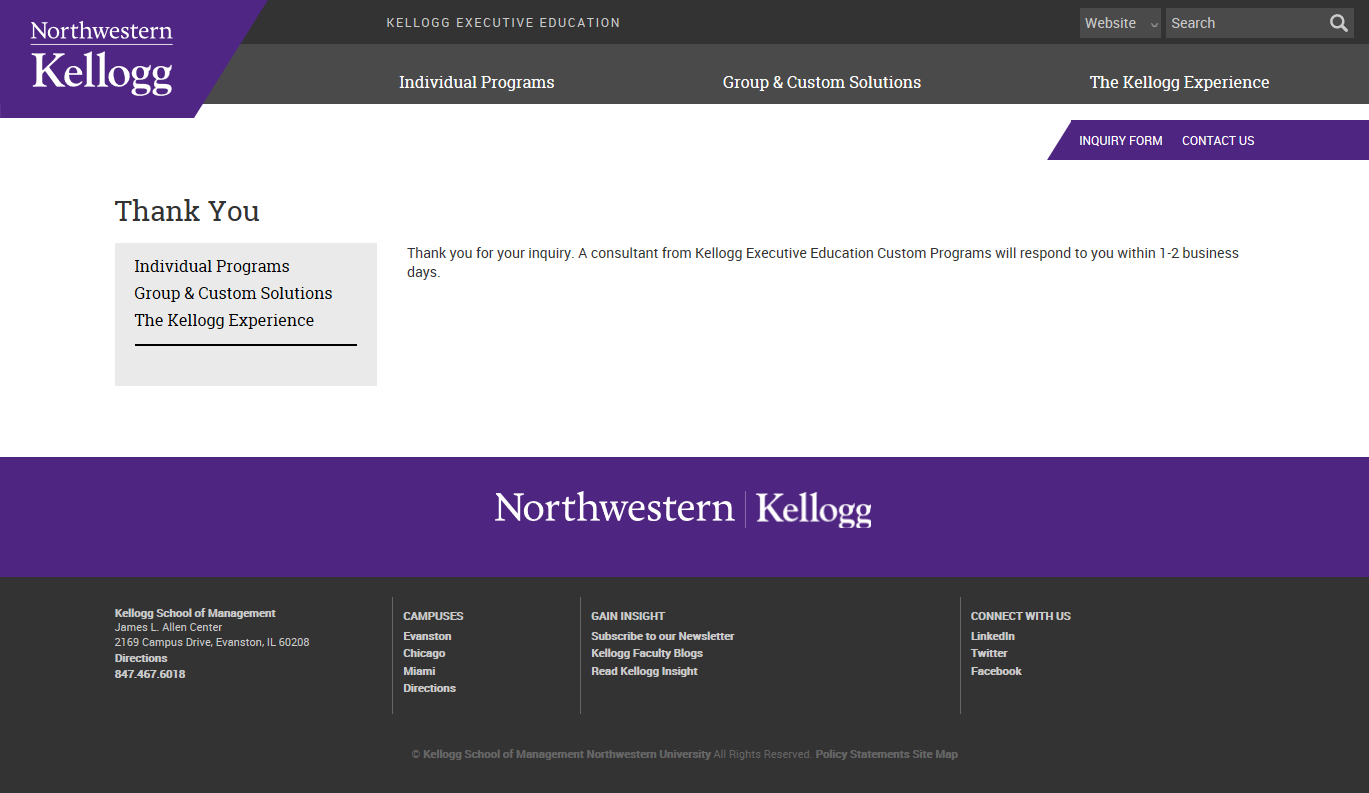 Northwestern
Kellogg
KELLOGG EXECUTIVE EDUCATION
Website
Search
Individual Programs
Group & Custom Solutions
The Kellogg Experience
INQUIRY FORM
CONTACT US
Thank You
Individual Programs
Group & Custom Solutions
The Kellogg Experience
Thank you for your inquiry. A consultant from Kellogg Executive Education Custom Programs will respond to you within 1-2 business
days.
Northwestern | Kellogg
Kellogg School of Management
James L. Allen Center
2169 Campus Drive, Evanston, IL 60208
Directions
847.467.6018
CAMPUSES
Evanston
Chicago
Miami
Directions
GAIN INSIGHT
Subscribe to our Newsletter
Kellogg Faculty Blogs
Read Kellogg Insight
CONNECT WITH US
LinkedIn
Twitter
Facebook
© Kellogg School of Management Northwestern University All Rights Reserved. Policy Statements Site Map